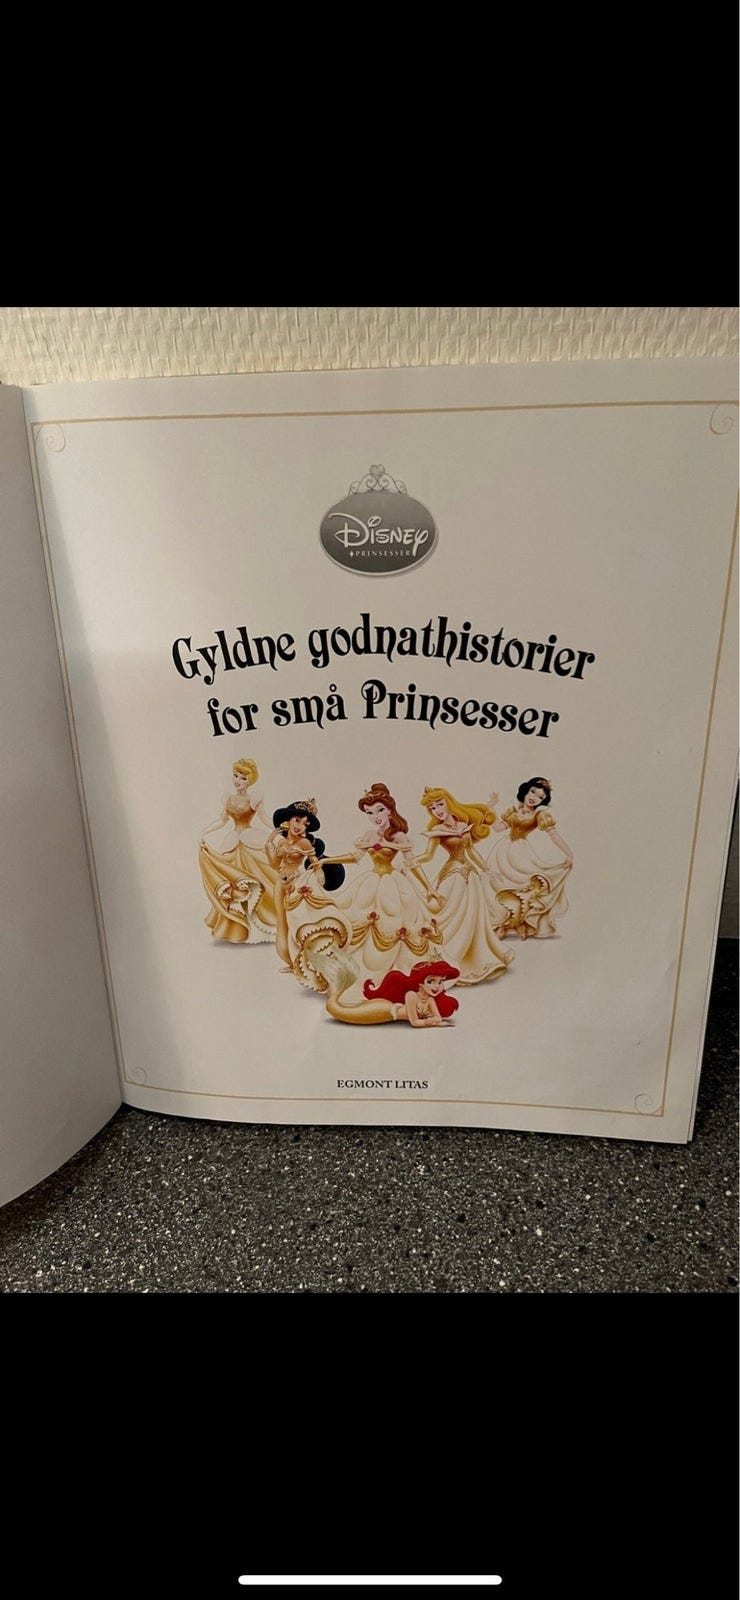 Disney
PRINSESSER
Gyldne godnathistorier
for små Prinsesser
EGMONT LITAS